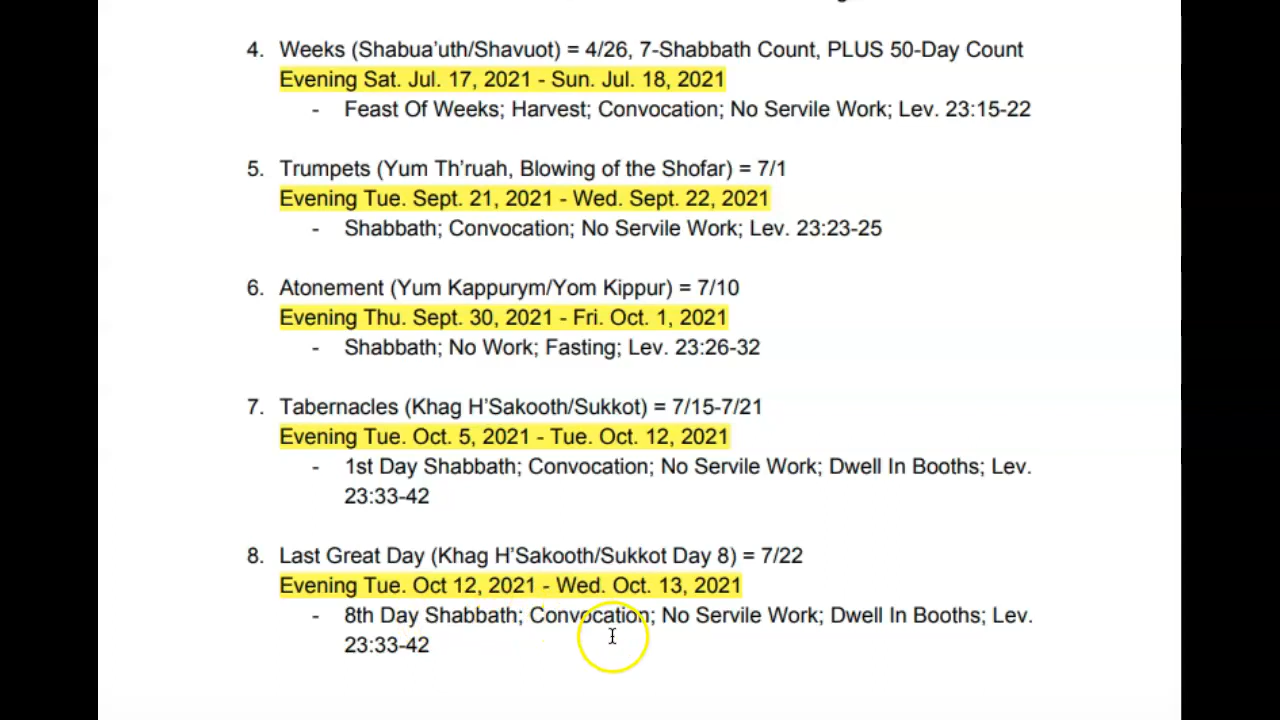 4. Weeks (Shabua'uth/Shavuot) = 4/26, 7-Shabbath Count, PLUS 50-Day Count
Evening Sat. Jul. 17, 2021 - Sun. Jul. 18, 2021
- Feast Of Weeks; Harvest; Convocation; No Servile Work; Lev. 23:15-22
5. Trumpets (Yum Th'ruah, Blowing of the Shofar) = 7/1
Evening Tue. Sept. 21, 2021 - Wed. Sept. 22, 2021
- Shabbath; Convocation; No Servile Work; Lev. 23:23-25
6. Atonement (Yum Kappurym/Yom Kippur) = 7/10
Evening Thu. Sept. 30, 2021 - Fri. Oct. 1, 2021
- Shabbath; No Work; Fasting; Lev. 23:26-32
7. Tabernacles (Khag H'Sakooth/Sukkot) = 7/15-7/21
Evening Tue. Oct. 5, 2021 - Tue. Oct. 12, 2021
- 1st Day Shabbath; Convocation; No Servile Work; Dwell In Booths; Lev.
23:33-42
8. Last Great Day (Khag H'Sakooth/Sukkot Day 8) = 7/22
Evening Tue. Oct 12, 2021 - Wed. Oct. 13, 2021
- 8th Day Shabbath; Convocation; No Servile Work; Dwell In Booths; Lev.
23:33-42